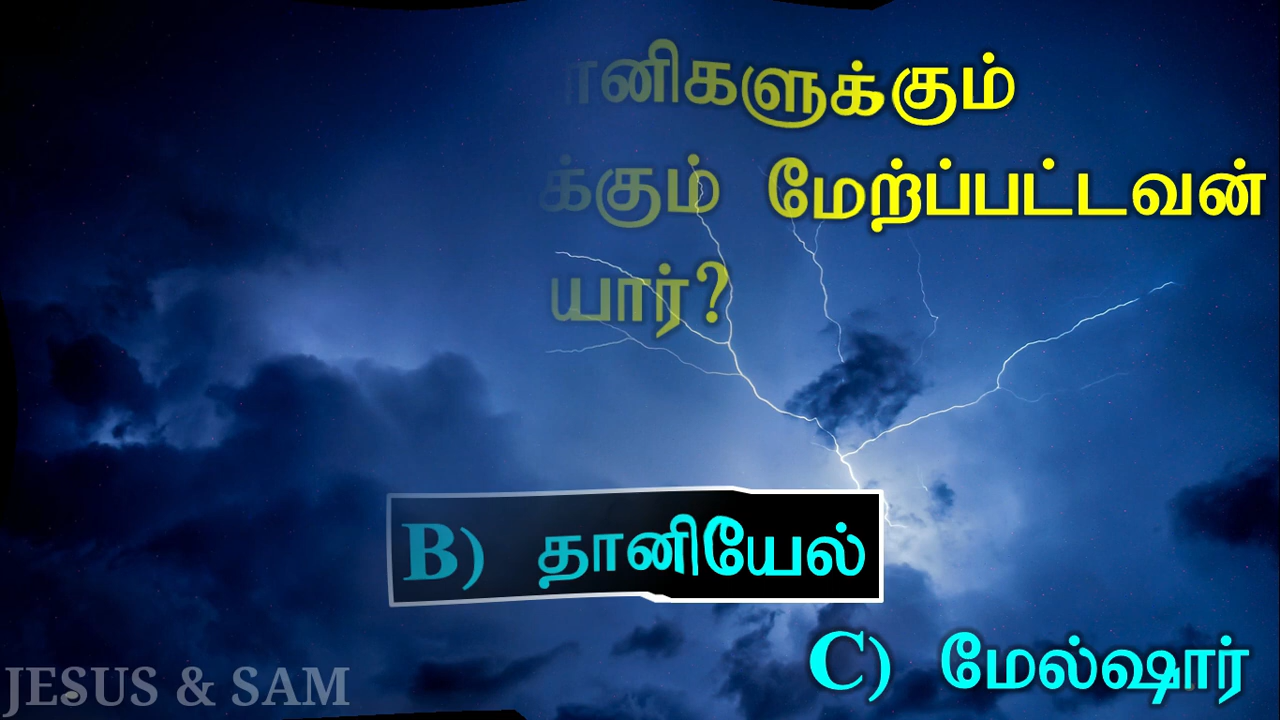 ானிகளுக்கும்
க்கும் மேற்ப்பட்டவன்
யார்?
B) தானியேல்
C) மேல்ஷார்
JESUS & SAM